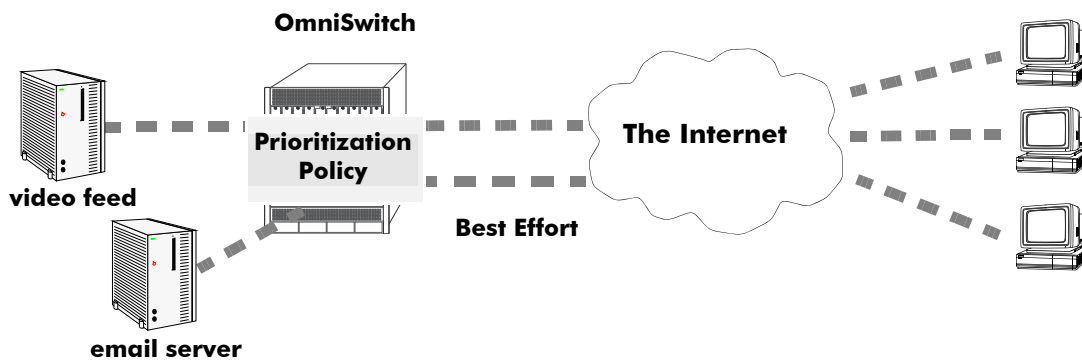 OmniSwitch
Prioritization
Policy
The Internet
video feed
Best Effort
email server